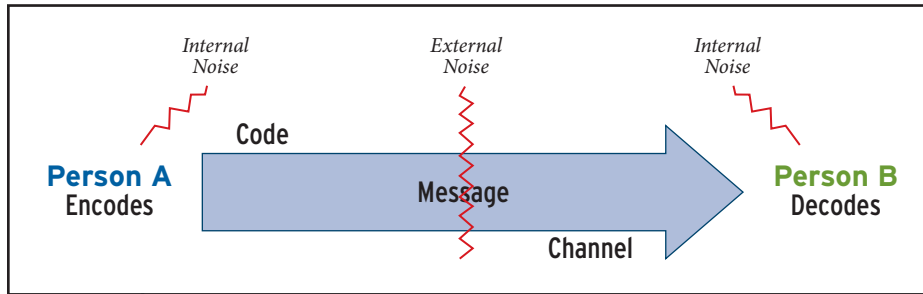 Internal
Noise
External
Noise
Internal
Noise
Code
Person A
Encodes
Message
Person B
Decodes
Channel